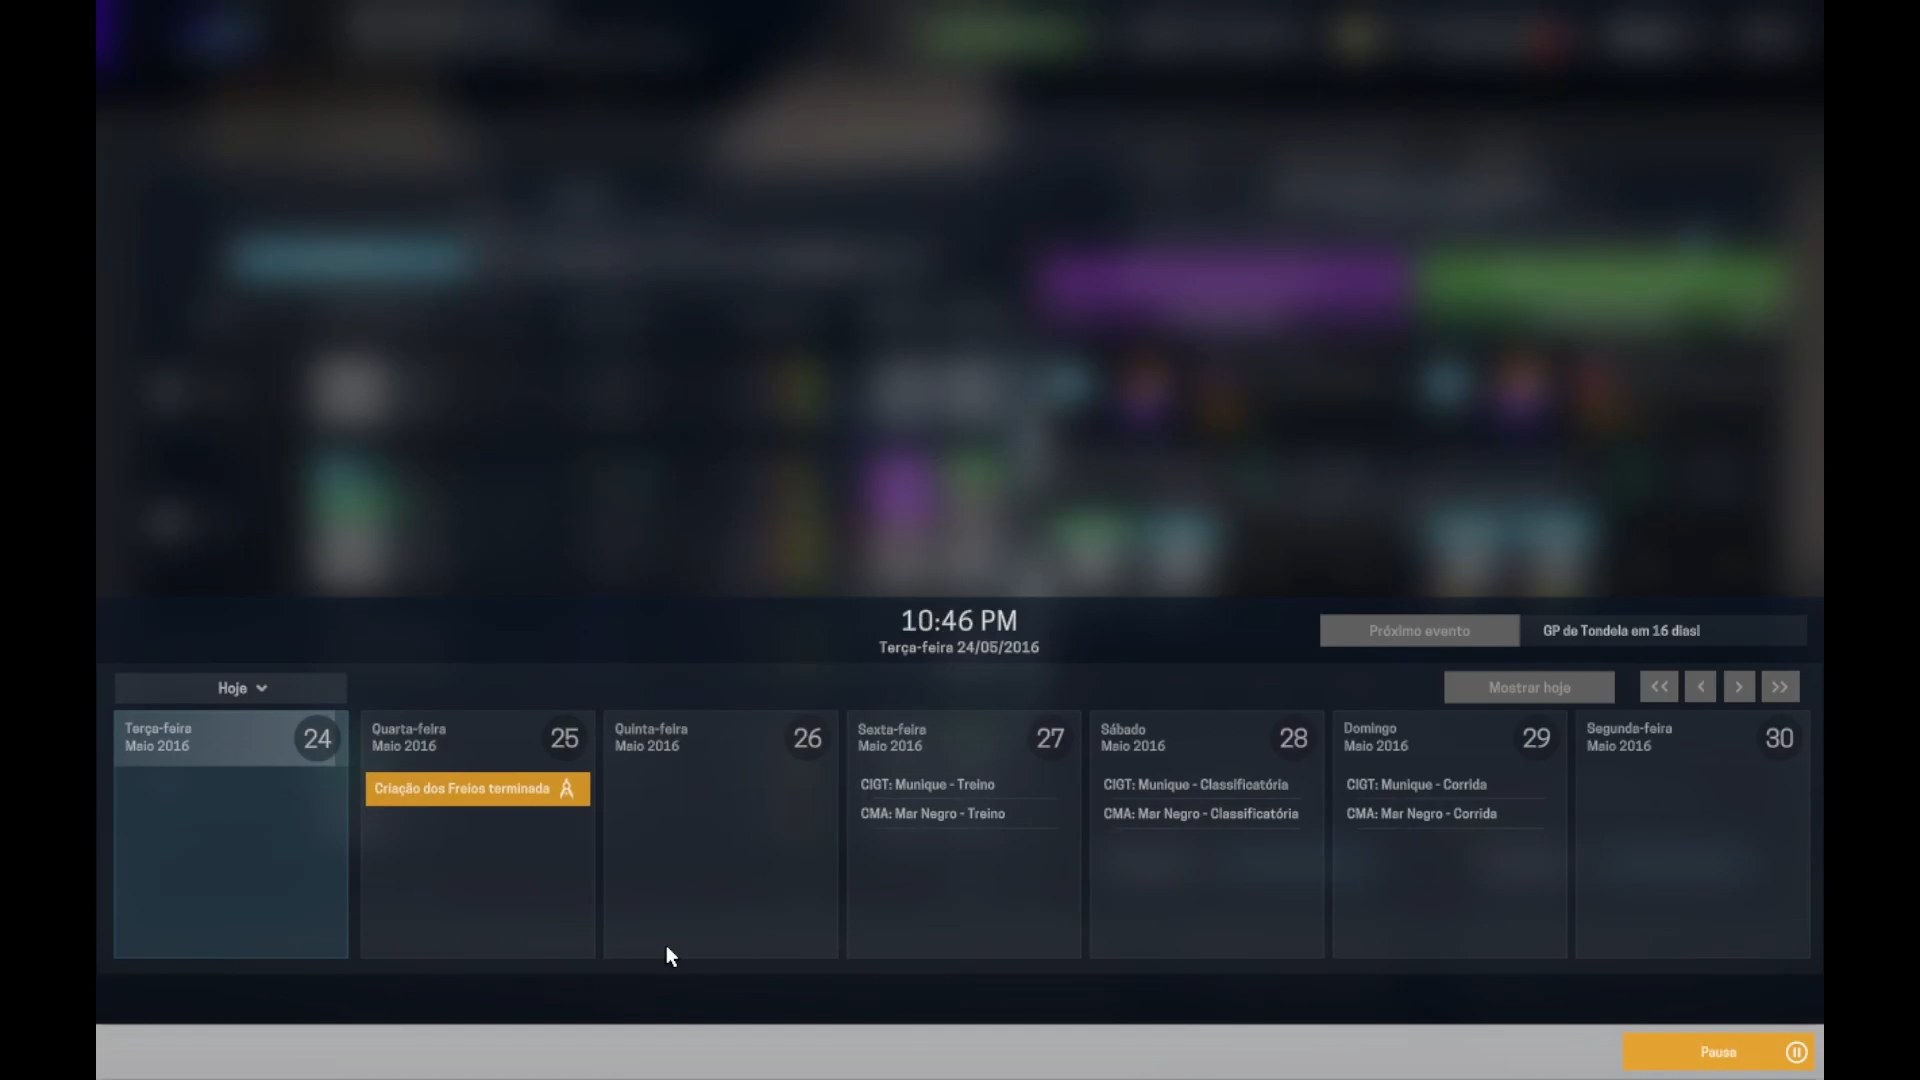 10:46 PM
Terça-feira 24/05/2016
Próximo evento
GP de Tondela em 16 dias!
Hoje
Mostrar hoje
Terça-feira
Maio 2016
24
Quarta-feira
Maio 2016
25
Criação dos Freios terminada
Quinta-feira
Maio 2016
26
Sexta-feira
Maio 2016
27
CIGT: Munique - Treino
CMA: Mar Negro - Treino
Sábado
Maio 2016
28
CIGT: Munique - Classificatória
CMA: Mar Negro - Classificatória
Domingo
Maio 2016
29
CIGT: Munique - Corrida
CMA: Mar Negro - Corrida
Segunda-feira
Maio 2016
30
Pausa